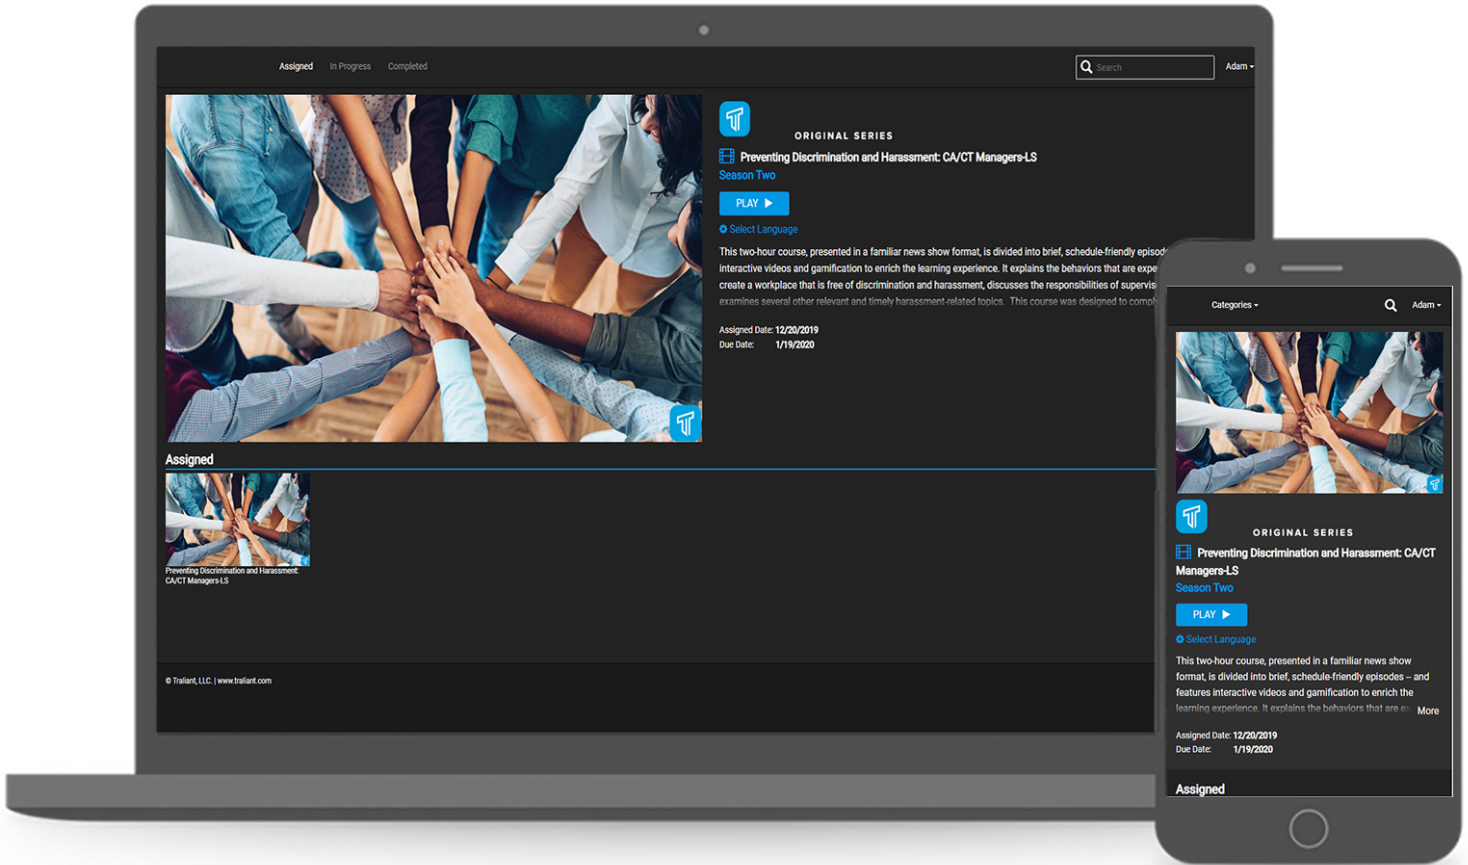 Assigned In Progress Completed Search Adam
ORIGINAL SERIES
Preventing Discrimination and Harassment: CA/CT Managers-LS
Season Two
PLAY
Select Language
This two-hour course, presented in a familiar news show format, is divided into brief, schedule-friendly
interactive videos and gamification to enrich the learning experience. It explains the behaviors that are
create a workplace that is free of discrimination and harassment, discusses the responsibilities of
examines several other relevant and timely harassment-related topics. This course was designed to comply
Assigned Date: 12/20/2019
Due Date: 1/19/2020
Assigned
Preventing Discrimination and Harassment:
CA/CT Managers-LS
© Traliant, LLC. | www.traliant.com
Categories Adam
ORIGINAL SERIES
Preventing Discrimination and Harassment: CA/CT
Managers-LS
Season Two
PLAY
Select Language
This two-hour course, presented in a familiar news show
format, is divided into brief, schedule-friendly episodes – and
features interactive videos and gamification to enrich the
learning experience. It explains the behaviors that are More
Assigned Date: 12/20/2019
Due Date: 1/19/2020
Assigned